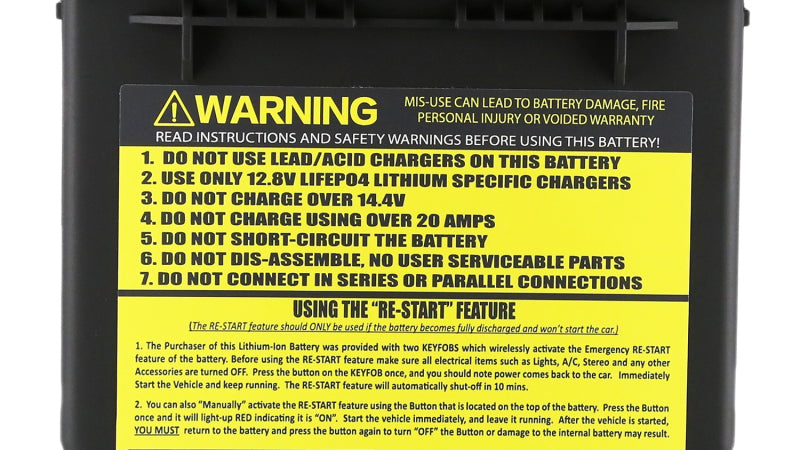 WARNING
MIS-USE CAN LEAD TO BATTERY DAMAGE, FIRE
PERSONAL INJURY OR VOIDED WARRANTY
READ INSTRUCTIONS AND SAFETY WARNINGS BEFORE USING THIS BATTERY!
1. DO NOT USE LEAD/ACID CHARGERS ON THIS BATTERY
2. USE ONLY 12.8V LIFEPO4 LITHIUM SPECIFIC CHARGERS
3. DO NOT CHARGE OVER 14.4V
4. DO NOT CHARGE USING OVER 20 AMPS
5. DO NOT SHORT-CIRCUIT THE BATTERY
6. DO NOT DIS-ASSEMBLE, NO USER SERVICEABLE PARTS
7. DO NOT CONNECT IN SERIES OR PARALLEL CONNECTIONS
USING THE "RE-START" FEATURE
(The RE-START feature should ONLY be used if the battery becomes fully discharged and won't start the car.)
1. The Purchaser of this Lithium-Ion Battery was provided with two KEYFOBS which wirelessly activate the Emergency RE-START
feature of the battery. Before using the RE-START feature make sure all electrical items such as Lights, A/C, Stereo and any other
Accessories are turned OFF. Press the button on the KEYFOB once, and you should note power comes back to the car. Immediately
Start the Vehicle and keep running. The RE-START feature will automatically shut-off in 10 mins.
2. You can also "Manually" activate the RE-START feature using the Button that is located on the top of the battery. Press the Button
once and it will light-up RED indicating it is "ON". Start the vehicle immediately, and leave it running. After the vehicle is started,
YOU MUST return to the battery and press the button again to turn "OFF" the Button or damage to the internal battery may result.